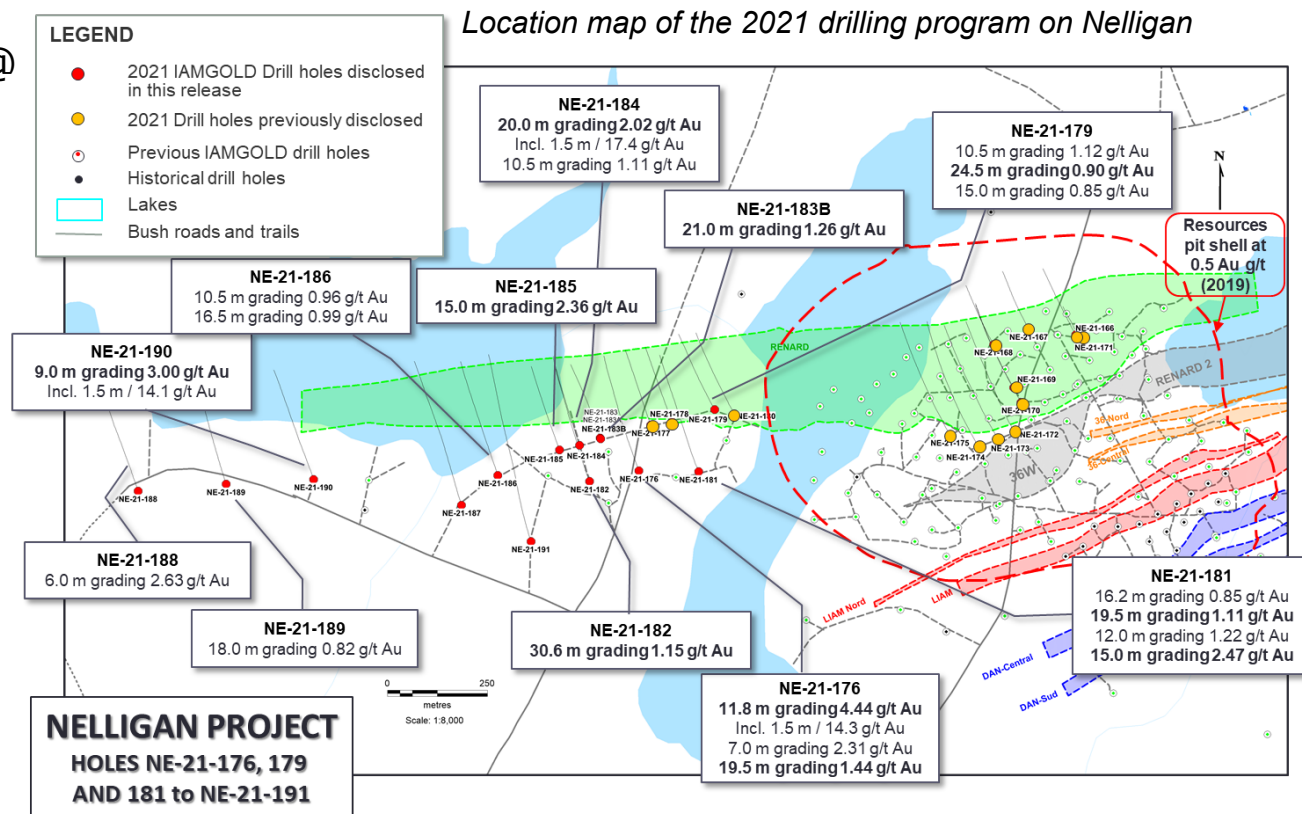 Location map of the 2021 drilling program on Nelligan
@
LEGEND
2021 IAMGOLD Drill holes disclosed
in this release
2021 Drill holes previously disclosed
Previous IAMGOLD drill holes
Historical drill holes
Lakes
Bush roads and trails
NE-21-184
20.0 m grading 2.02 g/t Au
Incl. 1.5 m / 17.4 g/t Au
10.5 m grading 1.11 g/t Au
NE-21-179
10.5 m grading 1.12 g/t Au
24.5 m grading 0.90 g/t Au
15.0 m grading 0.85 g/t Au
N
NE-21-183B
21.0 m grading 1.26 g/t Au
Resources
pit shell at
0.5 Au g/t
(2019)
NE-21-186
10.5 m grading 0.96 g/t Au
16.5 m grading 0.99 g/t Au
NE-21-185
15.0 m grading 2.36 g/t Au
NE-21-190
9.0 m grading 3.00 g/t Au
Incl. 1.5 m / 14.1 g/t Au
RENARD
NE-21-168
NE-21-167
NE-21-166
NE-21-171
RENARD 2
NE-21-169
NE-21-170
NE-21-183
NE-21-183A
NE-21-183B
NE-21-178
NE-21-177
NE-21-179
NE-21-180
36 Nord
36-Central
NE-21-172
NE-21-173
NE-21-175
NE-21-174
36W
NE-21-185
NE-21-184
NE-21-186
NE-21-182
NE-21-176
NE-21-181
NE-21-188
NE-21-189
NE-21-190
NE-21-187
NE-21-191
LIAM Nord
LIAM
DAN-Central
DAN-Sud
NE-21-188
6.0 m grading 2.63 g/t Au
NE-21-189
18.0 m grading 0.82 g/t Au
NE-21-182
30.6 m grading 1.15 g/t Au
NE-21-181
16.2 m grading 0.85 g/t Au
19.5 m grading 1.11 g/t Au
12.0 m grading 1.22 g/t Au
15.0 m grading 2.47 g/t Au
NE-21-176
11.8 m grading 4.44 g/t Au
Incl. 1.5 m / 14.3 g/t Au
7.0 m grading 2.31 g/t Au
19.5 m grading 1.44 g/t Au
0 250
metres
Scale: 1:8,000
NELLIGAN PROJECT
HOLES NE-21-176, 179
AND 181 to NE-21-191